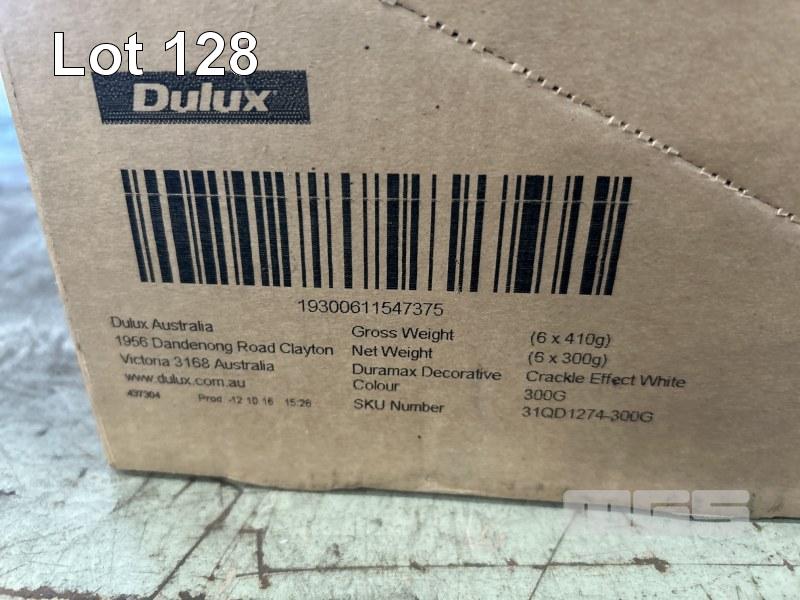 Lot 128
Dulux
19300611547375
Dulux Australia
1956 Dandenong Road Clayton
Victoria 3168 Australia
www.dulux.com.au
437304 Prod -12 10 16 15:26
Gross Weight (6 x 410g)
Net Weight (6 x 300g)
Duramax Decorative Crackle Effect White
Colour 300G
SKU Number 31QD1274-300G
MGS